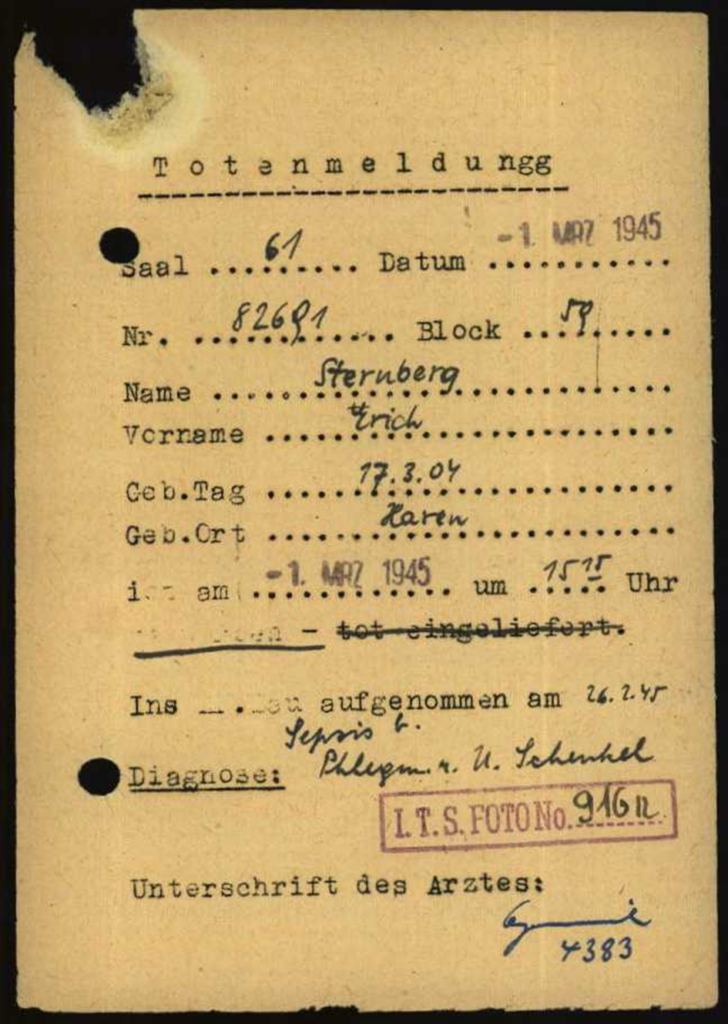 Totenmeldungg
Saal 61 Datum -1. MRZ 1945
Nr. 82691 Block 59
Name Sternberg
Vorname Erich
Geb.Tag 17.3.04
Geb.Ort Haren
am -1. MRZ 1945 um 15 15 Uhr
- tot eingeliefert.
Ins aufgenommen am 26.2.45
Sepsis b.
Diagnose: Phlegm. r. U. Schenkel
I.T.S. FOTO No. 916
Unterschrift des Arztes:
4383